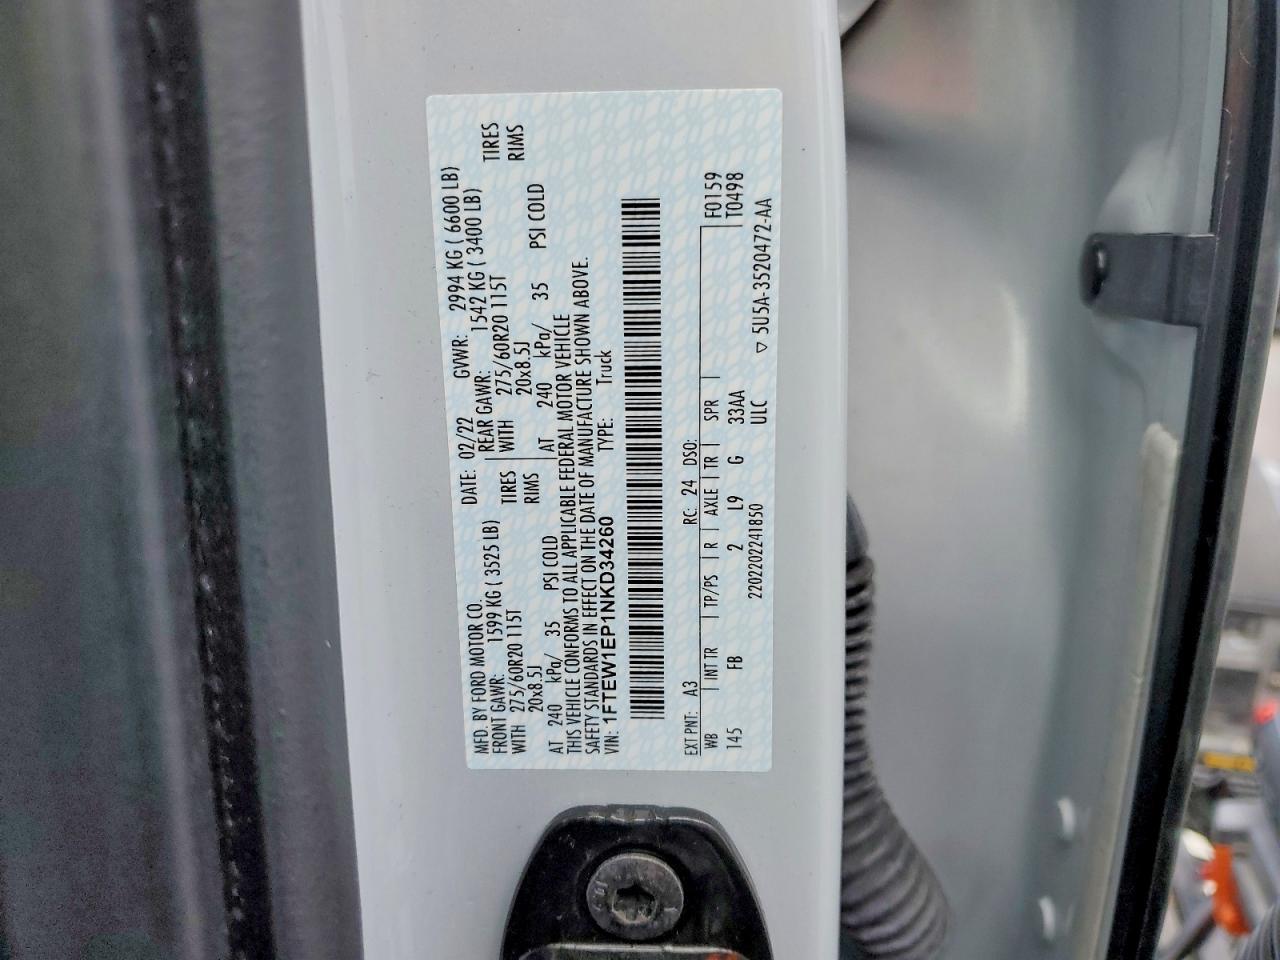 MFD. BY FORD MOTOR CO.
DATE: 02/22 GVWR: 2994 KG ( 6600 LB)
FRONT GAWR: 1599 KG ( 3525 LB) REAR GAWR: 1542 KG ( 3400 LB)
WITH 275/60R20 115T TIRES WITH 275/60R20 115T TIRES
20x8.5J RIMS 20x8.5J RIMS
AT 240 kPa/ 35 PSI COLD AT 240 kPa/ 35 PSI COLD
THIS VEHICLE CONFORMS TO ALL APPLICABLE FEDERAL MOTOR VEHICLE
SAFETY STANDARDS IN EFFECT ON THE DATE OF MANUFACTURE SHOWN ABOVE.
VIN: 1FTEW1EP1NKD34260 TYPE: Truck
EXT PNT: A3 RC: 24 DSO: F0159
WB INT TR TP/PS R AXLE TR SPR T0498
145 FB 2 L9 G 33AA
2202202241850 ULC ▽ 5U5A-3520472-AA